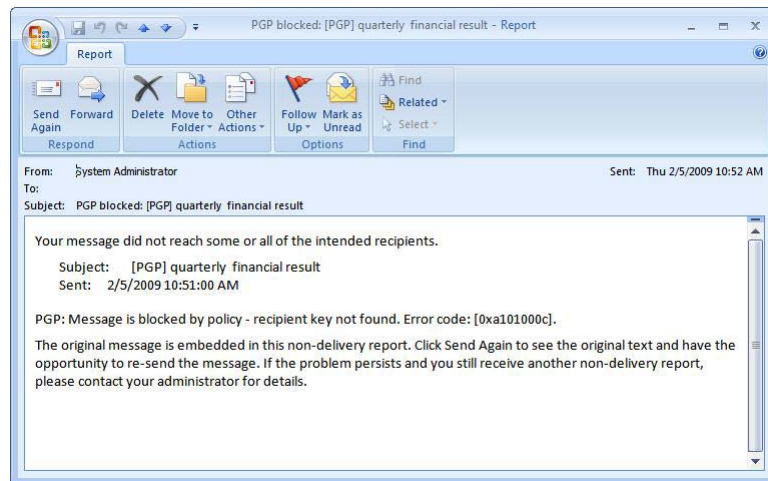 PGP blocked: [PGP] quarterly financial result - Report
Report
Send Again
Forward
Delete
Move to Folder
Other Actions
Follow Up
Mark as Unread
Find
Related
Select
Respond
Actions
Options
Find
From: System Administrator
Sent: Thu 2/5/2009 10:52 AM
To:
Subject: PGP blocked: [PGP] quarterly financial result
Your message did not reach some or all of the intended recipients.
Subject: [PGP] quarterly financial result
Sent: 2/5/2009 10:51:00 AM
PGP: Message is blocked by policy - recipient key not found. Error code: [0xa101000c].
The original message is embedded in this non-delivery report. Click Send Again to see the original text and have the
opportunity to re-send the message. If the problem persists and you still receive another non-delivery report,
please contact your administrator for details.